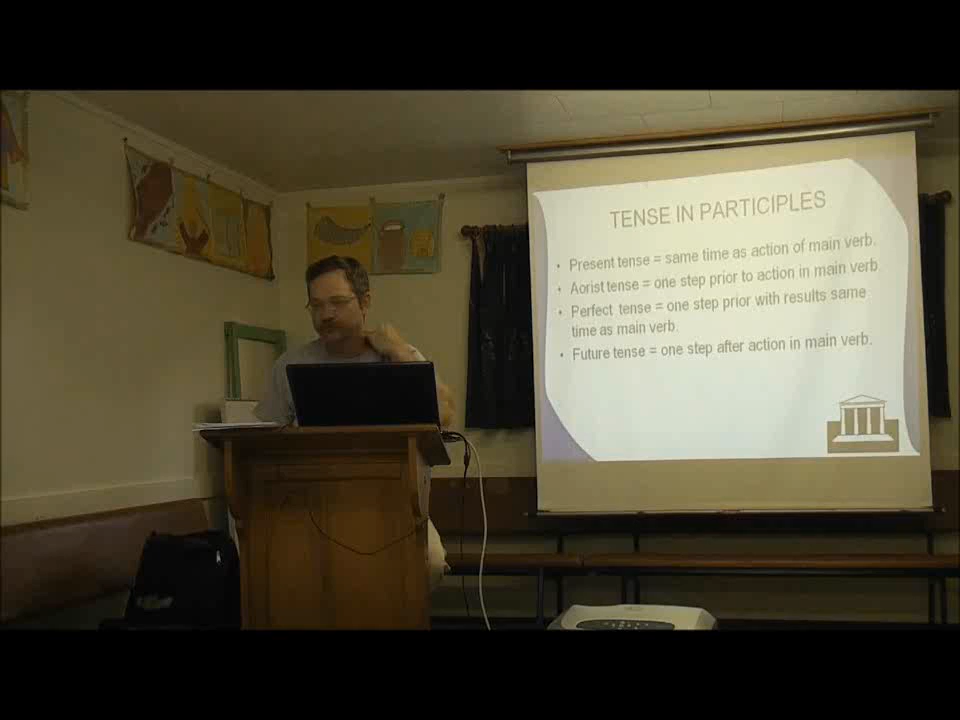 TENSE IN PARTICIPLES
• Present tense = same time as action of main verb.
• Aorist tense = one step prior to action in main verb.
• Perfect tense = one step prior with results same
time as main verb.
• Future tense = one step after action in main verb.